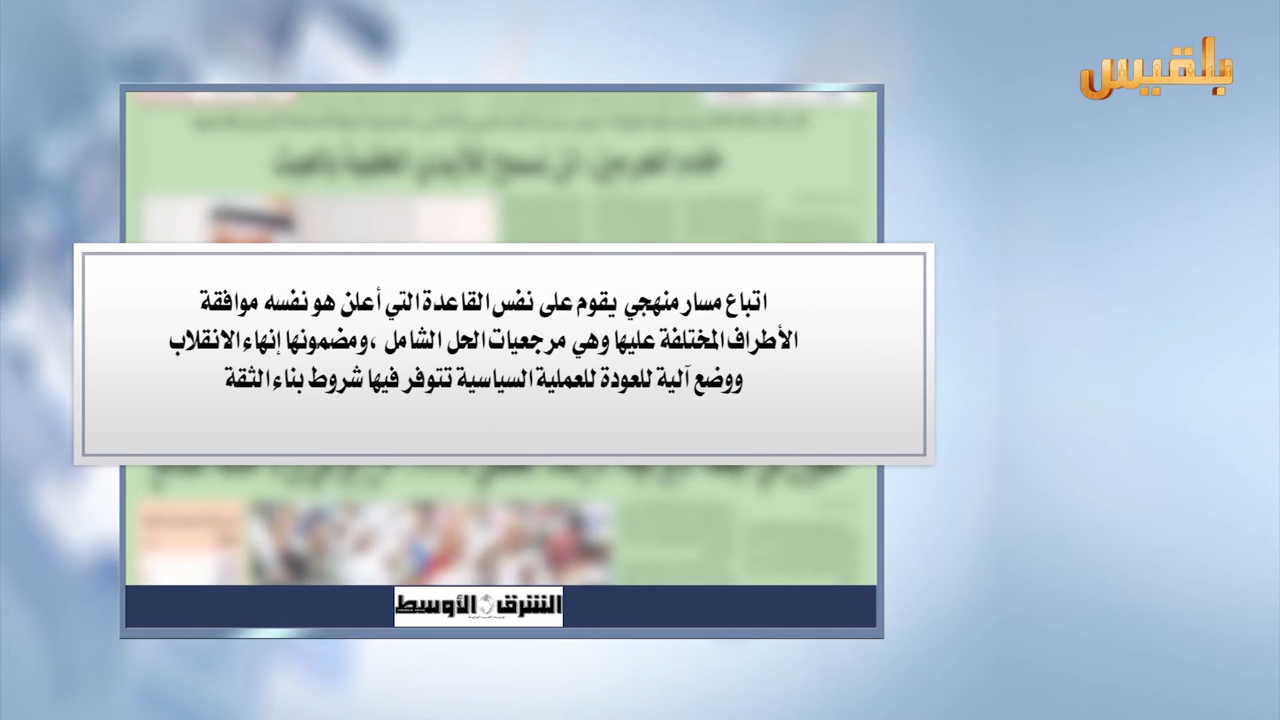 بلقيس
اتباع مسار منهجي يقوم على نفس القاعدة التي أعلن هو نفسه موافقة
الأطراف المختلفة عليها وهي مرجعيات الحل الشامل ،ومضمونها إنهاء الانقلاب
ووضع آلية للعودة للعملية السياسية تتوفر فيها شروط بناء الثقة
الشرق الأوسط